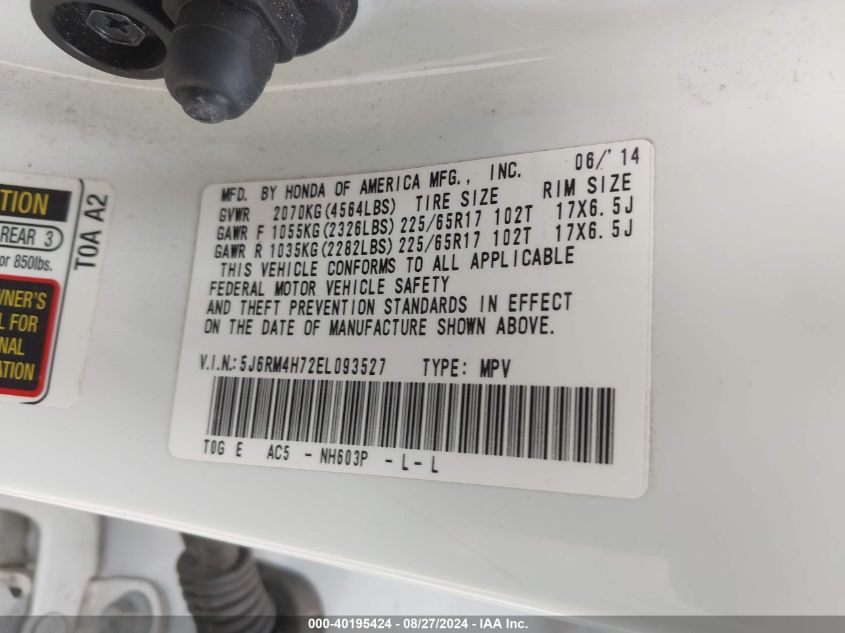 TION
REAR 3
or 850lbs.
WNER'S
L FOR
NAL
ATION
T0A A2
06/'14
MFD. BY HONDA OF AMERICA MFG., INC.
GVWR 2070KG(4564LBS) TIRE SIZE RIM SIZE
GAWR F 1055KG(2326LBS) 225/65R17 102T 17X6.5J
GAWR R 1035KG(2282LBS) 225/65R17 102T 17X6.5J
THIS VEHICLE CONFORMS TO ALL APPLICABLE
FEDERAL MOTOR VEHICLE SAFETY
AND THEFT PREVENTION STANDARDS IN EFFECT
ON THE DATE OF MANUFACTURE SHOWN ABOVE.
V.I.N.:5J6RM4H72EL093527 TYPE: MPV
T0G E AC5 - NH603P - L - L
000-40195424 - 08/27/2024 - IAA Inc.